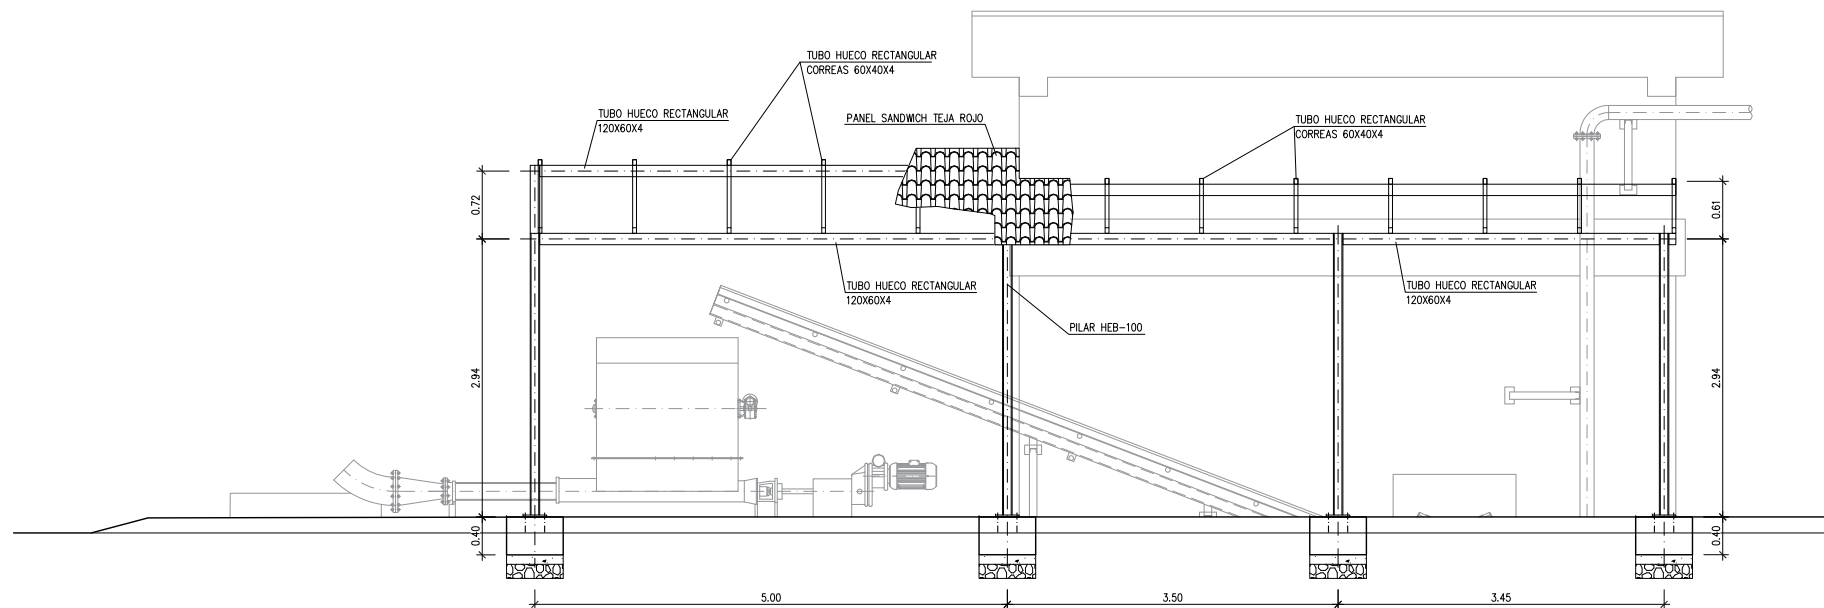 TUBO HUECO RECTANGULAR
CORREAS 60X40X4
TUBO HUECO RECTANGULAR
120X60X4
PANEL SANDWICH TEJA ROJO
TUBO HUECO RECTANGULAR
CORREAS 60X40X4
0.72
0.61
TUBO HUECO RECTANGULAR
120X60X4
TUBO HUECO RECTANGULAR
120X60X4
PILAR HEB-100
2.94
2.94
0.40
0.40
5.00
3.50
3.45